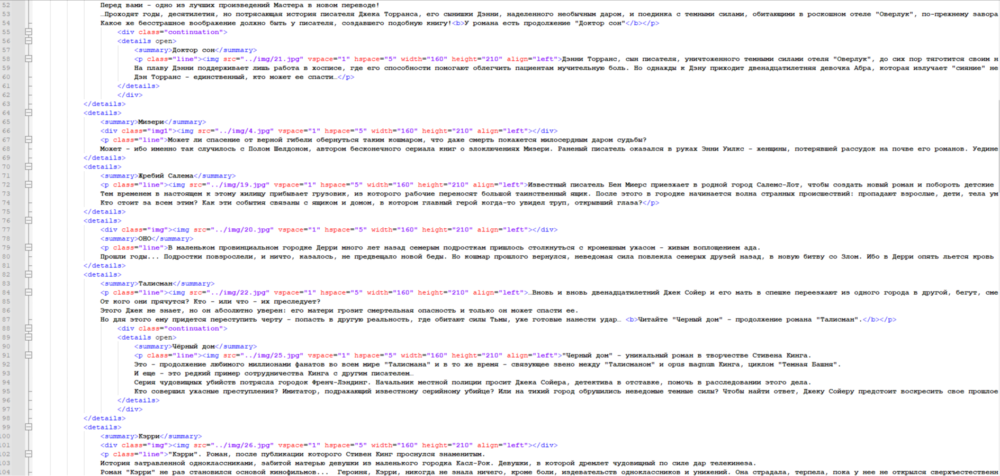 52 Перед вами - одно из лучших произведений Мастера в новом переводе!
53 …Проходят годы, десятилетия, но потрясающая история писателя Джека Торранса, его сынишки Дэнни, наделенного необычным даром, и поединка с темными силами, обитающими в роскошном отеле "Оверлук", по-прежнему завора
54 Какое же бесстрашное воображение должно быть у писателя, создавшего подобную книгу!<b>У романа есть продолжение "Доктор сон"</b></p>
55 <div class="continuation">
56 <details open>
57 <summary>Доктор сон</summary>
58 <p class="line"><img src="../img/21.jpg" vspace="1" hspace="5" width="160" height="210" align="left">Дэнни Торранс, сын писателя, уничтоженного темными силами отеля "Оверлук", до сих пор тяготится своим н
59 На плаву Дэнни поддерживает лишь работа в хосписе, где его способности помогают облегчить пациентам мучительную боль. Но однажды к Дэну приходит двенадцатилетняя девочка Абра, которая излучает "сияние" не
60 Дэн Торранс - единственный, кто может ее спасти…</p>
61 </details>
62 </div>
63 </details>
64 <details>
65 <summary>Мизери</summary>
66 <div class="img1"><img src="../img/4.jpg" vspace="1" hspace="5" width="160" height="210" align="left"></div>
67 <p class="line">Может ли спасение от верной гибели обернуться таким кошмаром, что даже смерть покажется милосердным даром судьбы?
68 Может - ибо именно так случилось с Полом Шелдоном, автором бесконечного сериала книг о злоключениях Мизери. Раненый писатель оказался в руках Энни Уилкс - женщины, потерявшей рассудок на почве его романов. Уедине
69 </details>
70 <details>
71 <summary>Жребий Салема</summary>
72 <p class="line"><img src="../img/19.jpg" vspace="1" hspace="5" width="160" height="210" align="left">Известный писатель Бен Миерс приезжает в родной город Салемс-Лот, чтобы создать новый роман и побороть детские
73 Тем временем в настоящем к этому жилищу прибывает грузовик, из которого рабочие переносят большой таинственный ящик. После этого в городке начинается волна странных происшествий: пропадают взрослые, дети, тела ум
74 Кто стоит за всем этим? Как эти события связаны с ящиком и домом, в котором главный герой когда-то увидел труп, открывший глаза?</p>
75 </details>
76 <details>
77 <div class="img"><img src="../img/20.jpg" vspace="1" hspace="5" width="160" height="210" align="left"></div>
78 <summary>ОНО</summary>
79 <p class="line">В маленьком провинциальном городке Дерри много лет назад семерым подросткам пришлось столкнуться с кромешным ужасом - живым воплощением ада.
80 Прошли годы... Подростки повзрослели, и ничто, казалось, не предвещало новой беды. Но кошмар прошлого вернулся, неведомая сила повлекла семерых друзей назад, в новую битву со Злом. Ибо в Дерри опять льется кровь
81 </details>
82 <details>
83 <summary>Талисман</summary>
84 <p class="line"><img src="../img/22.jpg" vspace="1" hspace="5" width="160" height="210" align="left">…Вновь и вновь двенадцатилетний Джек Сойер и его мать в спешке переезжают из одного города в другой, бегут, сме
85 От кого они прячутся? Кто - или что - их преследует?
86 Этого Джек не знает, но он абсолютно уверен: его матери грозит смертельная опасность и только он может спасти ее.
87 Но для этого ему придется переступить черту - попасть в другую реальность, где обитают силы Тьмы, уже готовые нанести удар… <b>Читайте "Черный дом" - продолжение романа "Талисман".</b></p>
88 <div class="continuation">
89 <details open>
90 <summary>Чёрный дом</summary>
91 <p class="line"><img src="../img/25.jpg" vspace="1" hspace="5" width="160" height="210" align="left">"Черный дом" - уникальный роман в творчестве Стивена Кинга.
92 Это - продолжение любимого миллионами фанатов во всем мире "Талисмана" и в то же время - связующее звено между "Талисманом" и opus magnum Кинга, циклом "Темная Башня".
93 И еще - это редкий пример сотрудничества Кинга с другим писателем…
94 Серия чудовищных убийств потрясла городок Френч-Лэндинг. Начальник местной полиции просит Джека Сойера, детектива в отставке, помочь в расследовании этого дела.
95 Кто совершил ужасные преступления? Имитатор, подражающий известному серийному убийце? Или на тихий город обрушились неведомые темные силы? Чтобы найти ответ, Джеку Сойеру предстоит воскресить свое прошлое
96 </details>
97 </div>
98 </details>
99 <details>
100 <summary>Кэрри</summary>
101 <div class="img"><img src="../img/26.jpg" vspace="1" hspace="5" width="160" height="210" align="left"></div>
102 <p class="line">"Кэрри". Роман, после публикации которого Стивен Кинг проснулся знаменитым.
103 История затравленной одноклассниками, забитой матерью девушки из маленького городка Касл-Рок. Девушки, в которой дремлет чудовищный по силе дар телекинеза.
104 Роман "Кэрри" не раз становился основой кинофильмов... Героиня, Кэрри, никогда не знала ничего, кроме боли, издевательств одноклассников и унижений. Она страдала, терпела, пока у нее не открылся сверхъестественн